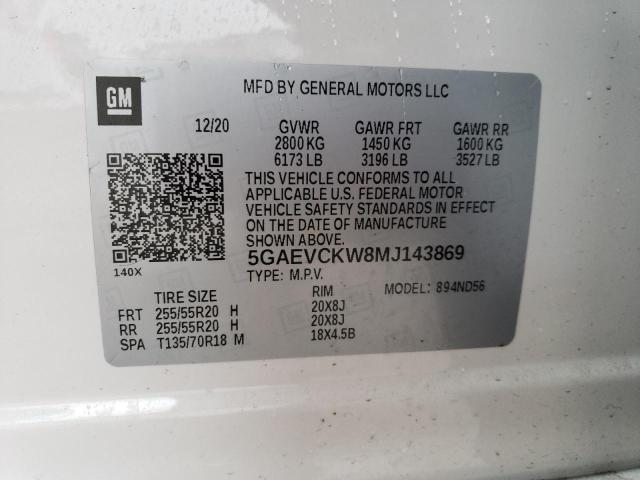 GM
MFD BY GENERAL MOTORS LLC
12/20 GVWR GAWR FRT GAWR RR
2800 KG 1450 KG 1600 KG
6173 LB 3196 LB 3527 LB
THIS VEHICLE CONFORMS TO ALL
APPLICABLE U.S. FEDERAL MOTOR
VEHICLE SAFETY STANDARDS IN EFFECT
ON THE DATE OF MANUFACTURE
SHOWN ABOVE.
140X
5GAEVCKW8MJ143869
TYPE: M.P.V. MODEL: 894ND56
TIRE SIZE RIM
FRT 255/55R20 H 20X8J
RR 255/55R20 H 20X8J
SPA T135/70R18 M 18X4.5B